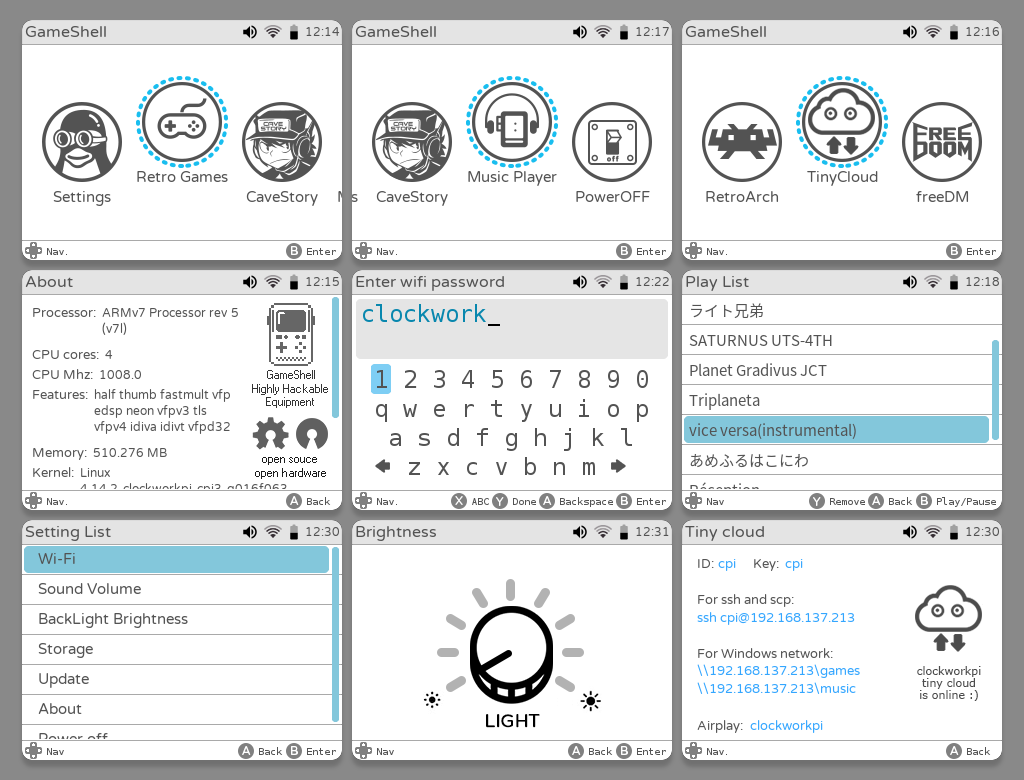 GameShell 12:14
CAVE STORY
Settings
Retro Games
CaveStory
Nav.
B Enter
GameShell 12:17
CAVE STORY
off
CaveStory
Music Player
PowerOFF
Nav.
B Enter
GameShell 12:16
FREE DOOM
RetroArch
TinyCloud
freeDM
Nav.
B Enter
About 12:15
Processor: ARMv7 Processor rev 5
(v7l)
CPU cores: 4
CPU Mhz: 1008.0
Features: half thumb fastmult vfp
edsp neon vfpv3 tls
vfpv4 idiva idivt vfpd32
Memory: 510.276 MB
Kernel: Linux
GameShell
Highly Hackable
Equipment
open souce
open hardware
Nav.
A Back
Enter wifi password 12:22
clockwork_
1 2 3 4 5 6 7 8 9 0
q w e r t y u i o p
a s d f g h j k l
z x c v b n m
Nav.
X ABC Y Done A Backspace B Enter
Play List 12:18
ライト兄弟
SATURNUS UTS-4TH
Planet Gradivus JCT
Triplaneta
vice versa(instrumental)
あめふるはこにわ
Réception
Nav
Y Remove A Back B Play/Pause
Setting List 12:30
Wi-Fi
Sound Volume
BackLight Brightness
Storage
Update
About
Power off
Nav
A Back B Enter
Brightness 12:31
LIGHT
Nav
A Back B Enter
Tiny cloud 12:30
ID: cpi Key: cpi
For ssh and scp:
ssh cpi@192.168.137.213
For Windows network:
\\192.168.137.213\games
\\192.168.137.213\music
Airplay: clockworkpi
clockworkpi
tiny cloud
is online :)
Nav.
A Back